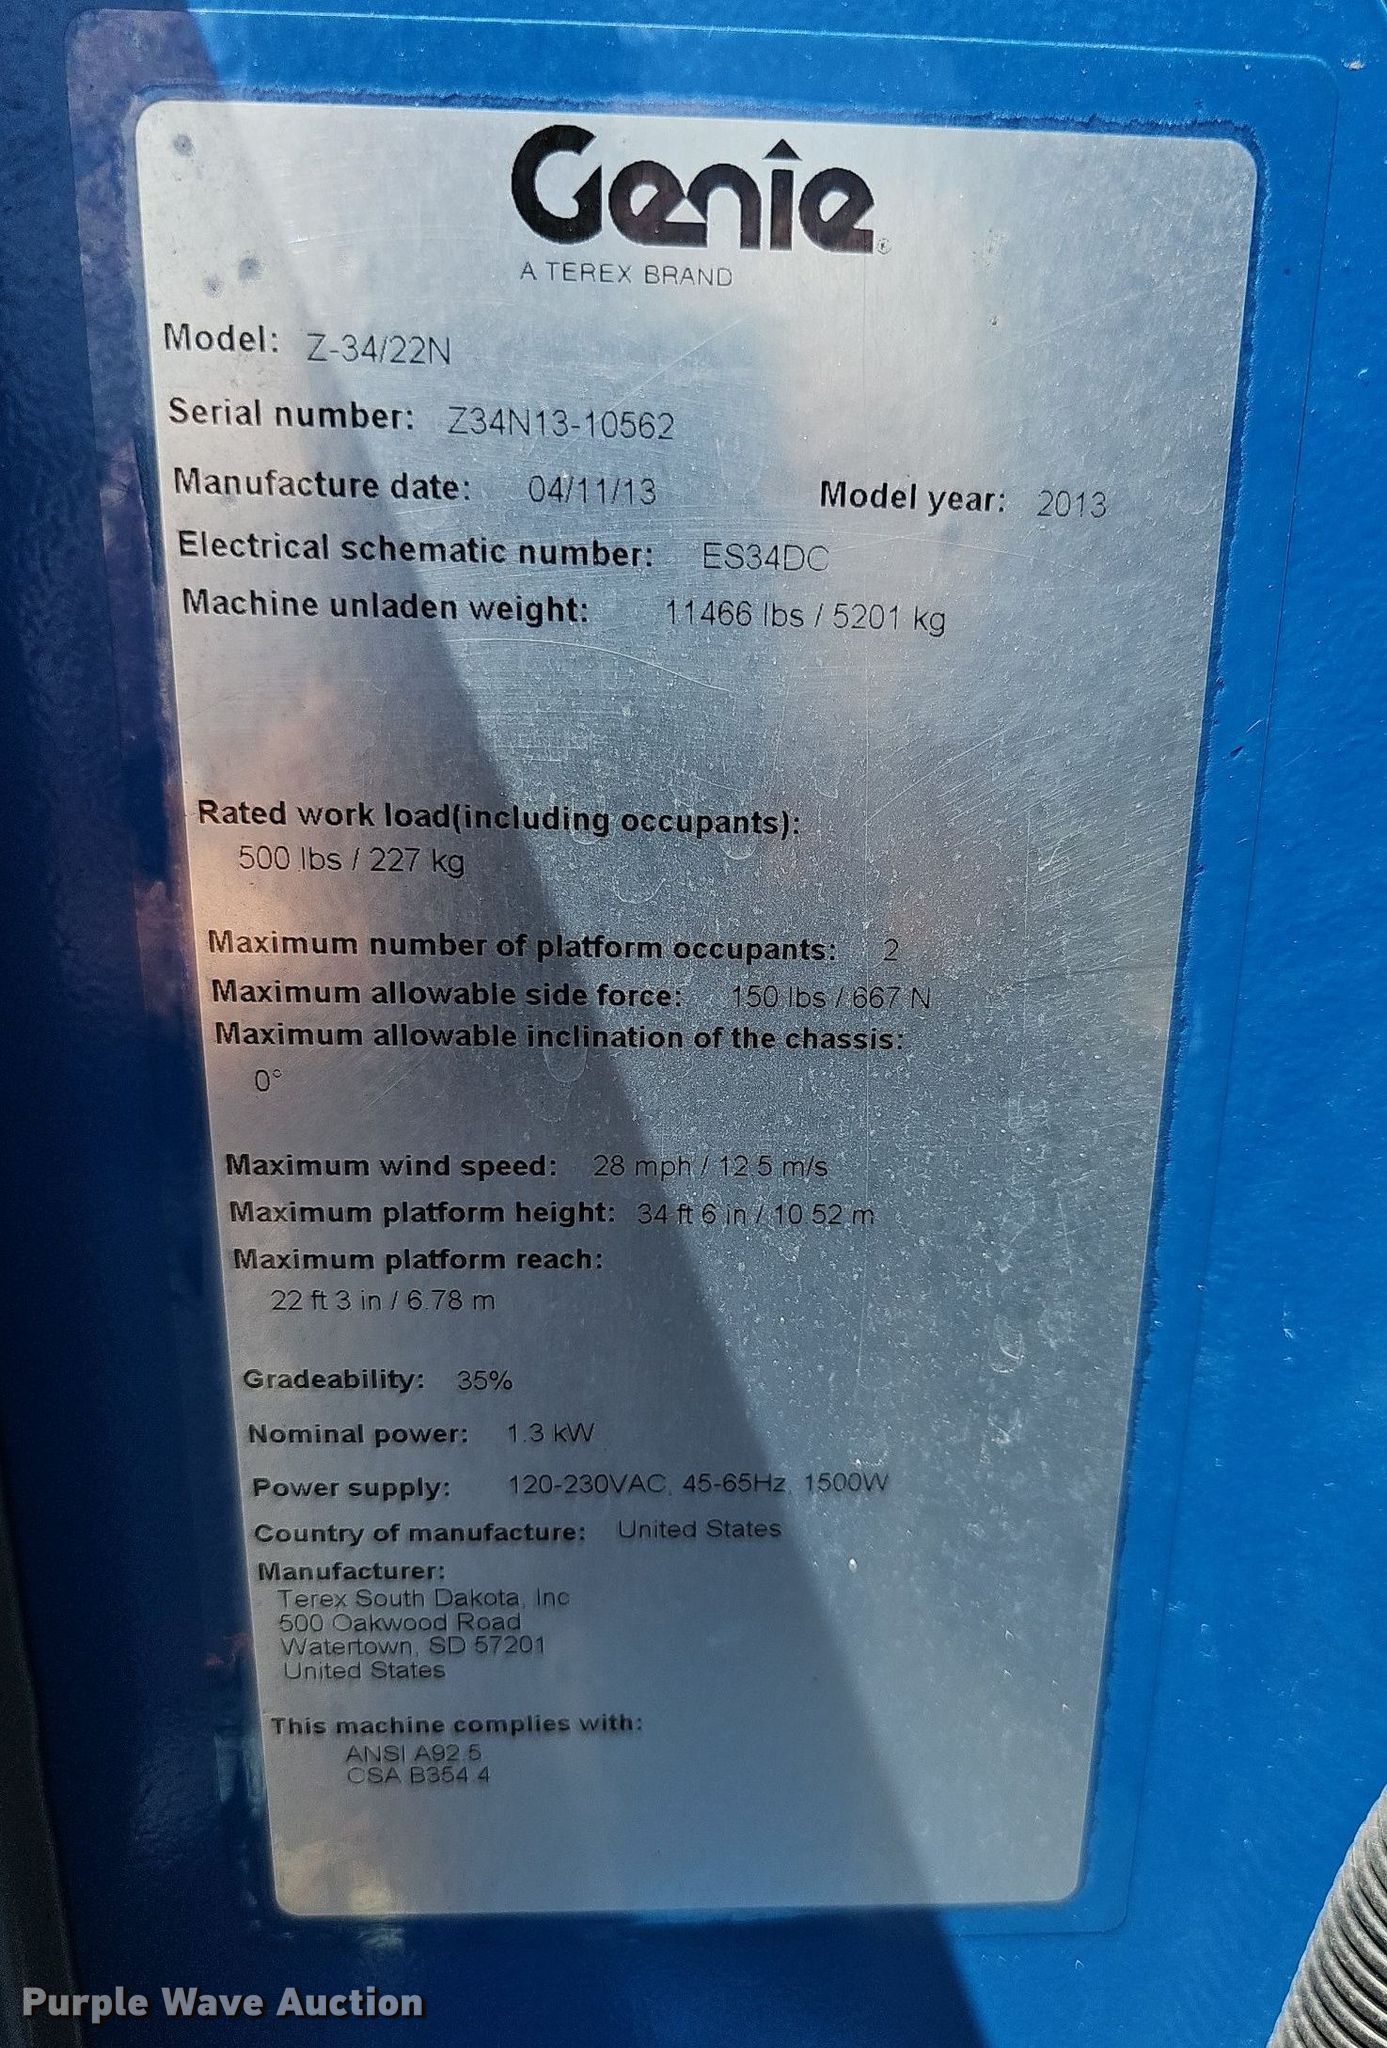 Genie
A TEREX BRAND
Model: Z-34/22N
Serial number: Z34N13-10562
Manufacture date: 04/11/13 Model year: 2013
Electrical schematic number: ES34DC
Machine unladen weight: 11466 lbs / 5201 kg
Rated work load(including occupants):
500 lbs / 227 kg
Maximum number of platform occupants: 2
Maximum allowable side force: 150 lbs / 667 N
Maximum allowable inclination of the chassis:
0°
Maximum wind speed: 28 mph / 12.5 m/s
Maximum platform height: 34 ft 6 in / 10.52 m
Maximum platform reach:
22 ft 3 in / 6.78 m
Gradeability: 35%
Nominal power: 1.3 kW
Power supply: 120-230VAC, 45-65Hz, 1500W
Country of manufacture: United States
Manufacturer:
Terex South Dakota, Inc
500 Oakwood Road
Watertown, SD 57201
United States
This machine complies with:
ANSI A92.5
CSA B354.4
Purple Wave Auction